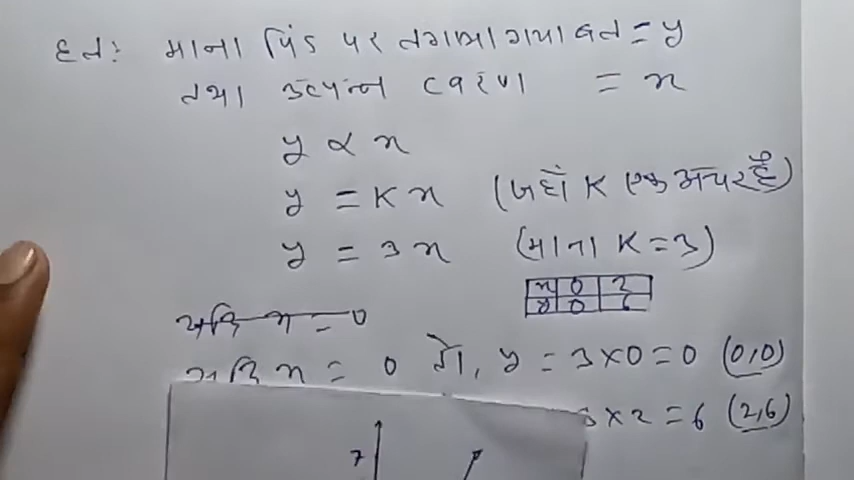 हल: माना पिंड पर लगाया गया बल = y
तथा उत्पन्न त्वरण = x
y ∝ x
y = Kx (जहाँ K एक अचर है)
y = 3x (माना K = 3)
x 0 2
y 0 6
यदि x = 0
यदि x = 0 तो, y = 3×0 = 0 (0,0)
3×2 = 6 (2,6)
7